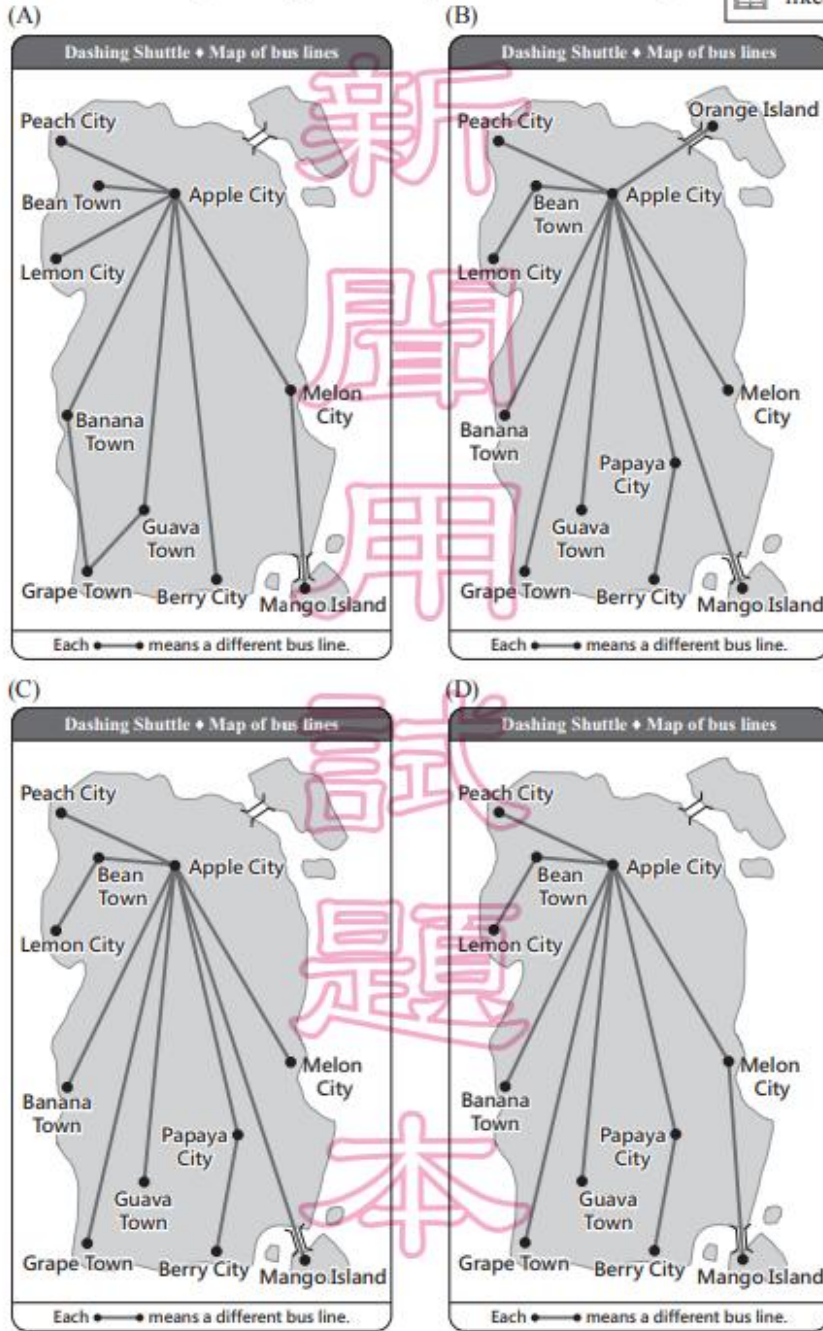 like
(A)
Dashing Shuttle ♦ Map of bus lines
Peach City
Bean Town
Apple City
Lemon City
Banana
Town
Melon
City
Guava
Town
Grape Town
Berry City
Mango Island
Each means a different bus line.
(B)
Dashing Shuttle ♦ Map of bus lines
Orange Island
Peach City
Apple City
Bean
Town
Lemon City
Melon
City
Banana
Town
Papaya
City
Guava
Town
Grape Town
Berry City
Mango Island
Each means a different bus line.
(C)
Dashing Shuttle ♦ Map of bus lines
Peach City
Apple City
Bean
Town
Lemon City
Melon
City
Banana
Town
Papaya
City
Guava
Town
Grape Town
Berry City
Mango Island
Each means a different bus line.
(D)
Dashing Shuttle ♦ Map of bus lines
Peach City
Apple City
Bean
Town
Lemon City
Melon
City
Banana
Town
Papaya
City
Guava
Town
Grape Town
Berry City
Mango Island
Each means a different bus line.
新聞用試題本